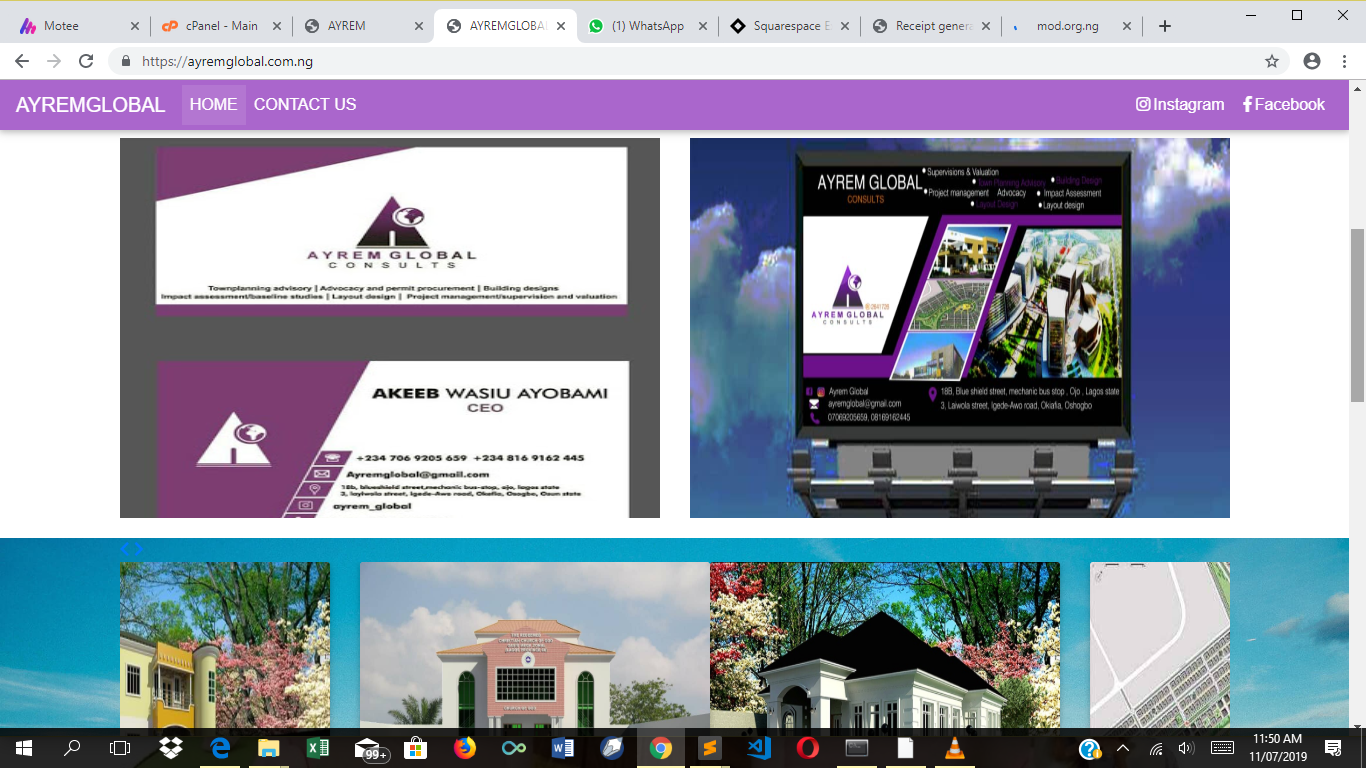 Motee
cPanel - Main
AYREM
AYREMGLOBA
(1) WhatsApp
Squarespace E
Receipt genera
mod.org.ng
https://ayremglobal.com.ng
AYREMGLOBAL
HOME
CONTACT US
Instagram
Facebook
AYREM GLOBAL
CONSULTS
Townplanning advisory | Advocacy and permit procurement | Building designs
Impact assessment/baseline studies | Layout design | Project management/supervision and valuation
AKEEB WASIU AYOBAMI
CEO
+234 706 9205 659 +234 816 9162 445
Ayremglobal@gmail.com
18b, blueshield street,mechanic bus-stop, ojo, lagos state
3, laiwola street, igede-Awo road, Okefia, Osogbo, Osun state
ayrem_global
AYREM GLOBAL
CONSULTS
Supervisions & Valuation
Town Planning Advisory
Building Design
Project management
Advocacy
Impact Assessment
Layout Design
Layout design
AYREM GLOBAL
CONSULTS
Ayrem Global
ayremglobal@gmail.com
07069205659, 08169162445
18B, Blue shield street, mechanic bus stop , Ojo , Lagos state
3, Laiwola street, Igede-Awo road, Okiafia, Oshogbo
< >
99+
11:50 AM
11/07/2019